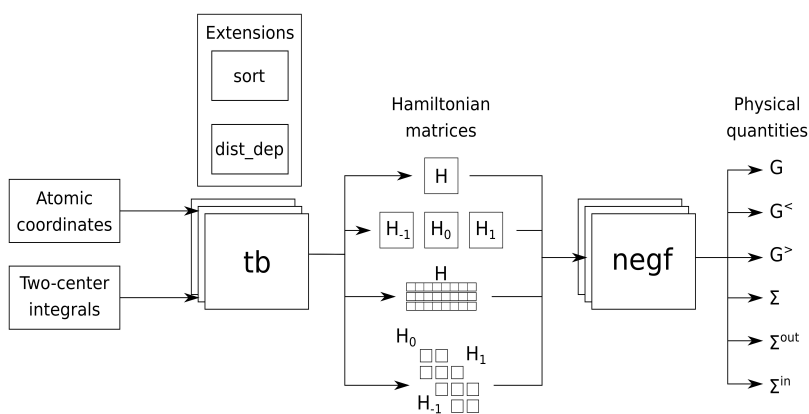 Extensions
sort
dist_dep
Atomic
coordinates
Two-center
integrals
tb
Hamiltonian
matrices
H
H-1 H0 H1
H
H0
H1
H-1
negf
Physical
quantities
G
G<
G>
Σ
Σout
Σin